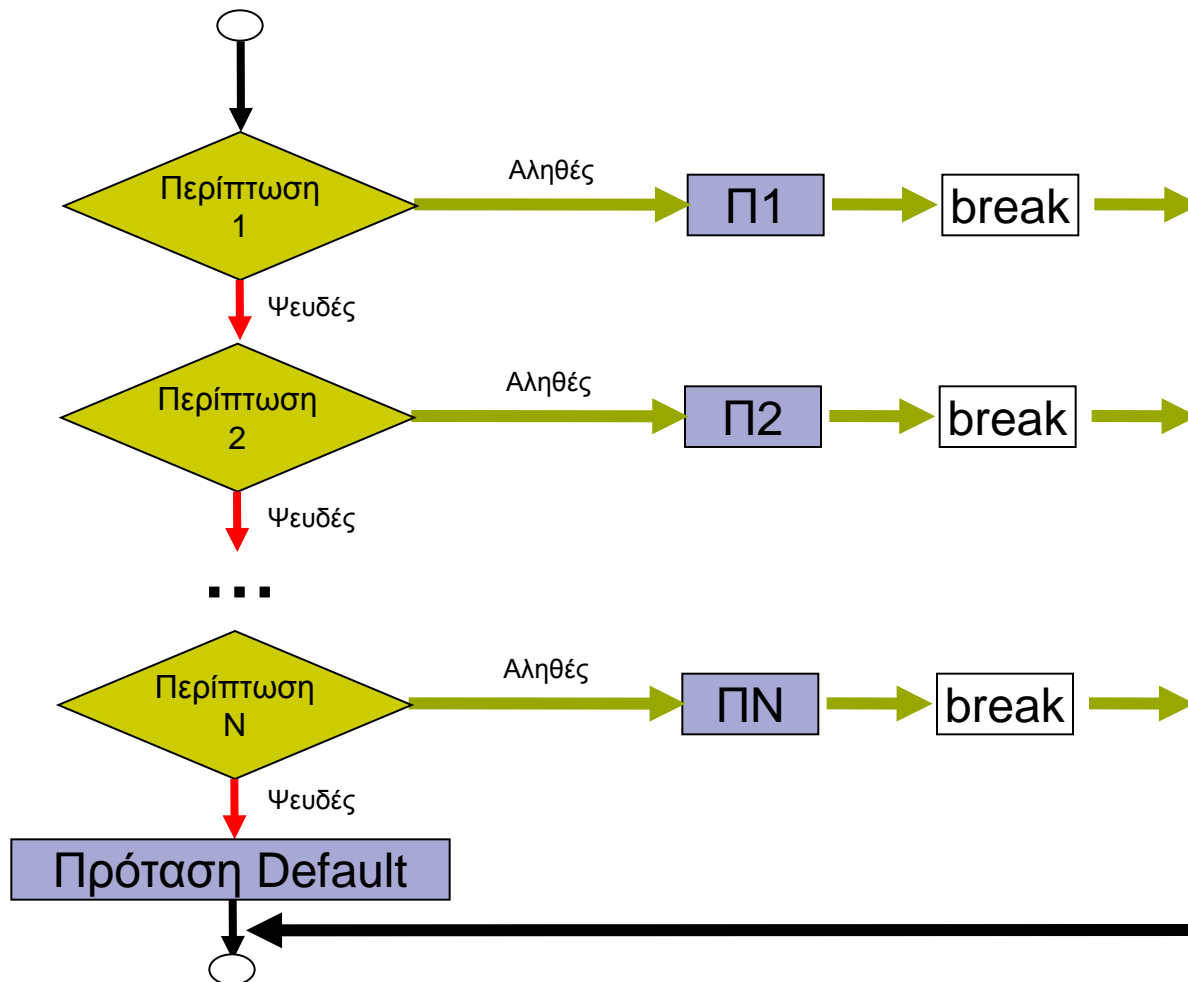 Περίπτωση
1
Αληθές
Π1
break
Ψευδές
Περίπτωση
2
Αληθές
Π2
break
Ψευδές
...
Περίπτωση
Ν
Αληθές
ΠΝ
break
Ψευδές
Πρόταση Default